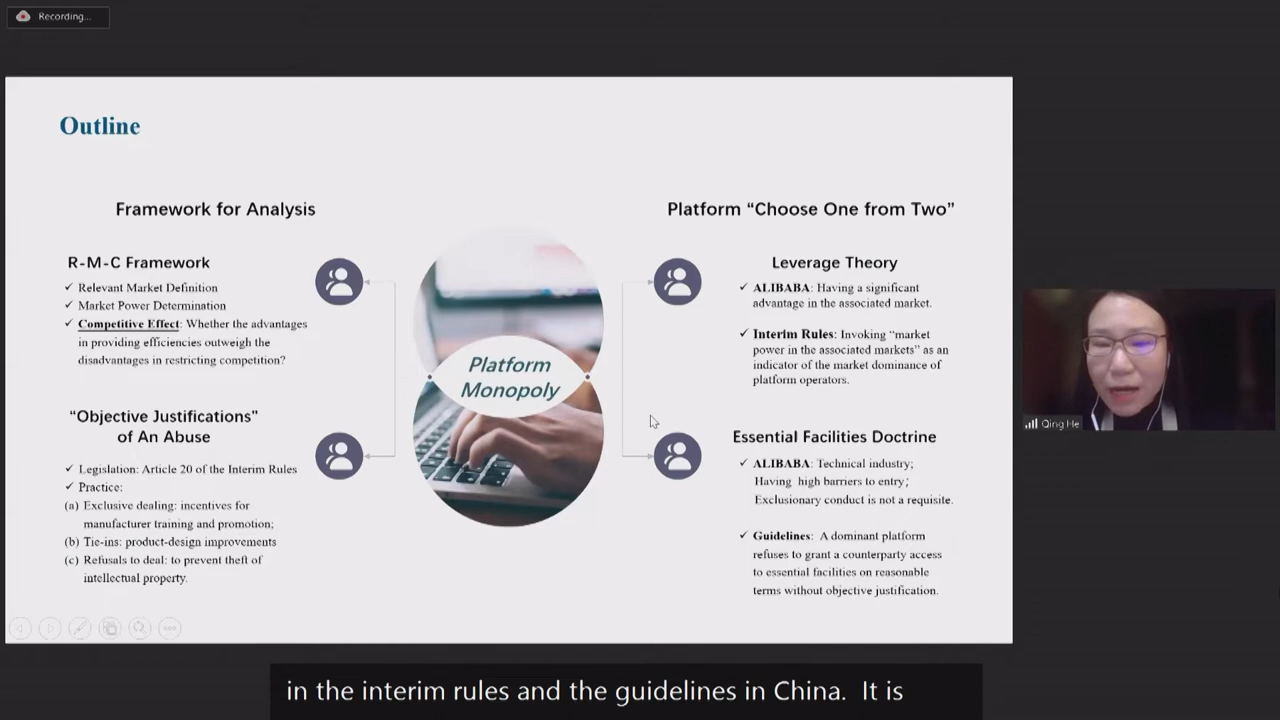 Recording...
Outline
Framework for Analysis
R-M-C Framework
✓ Relevant Market Definition
✓ Market Power Determination
✓ Competitive Effect: Whether the advantages
in providing efficiencies outweigh the
disadvantages in restricting competition?
"Objective Justifications"
of An Abuse
✓ Legislation: Article 20 of the Interim Rules
✓ Practice:
(a) Exclusive dealing: incentives for
manufacturer training and promotion;
(b) Tie-ins: product-design improvements
(c) Refusals to deal: to prevent theft of
intellectual property.
Platform
Monopoly
Platform “Choose One from Two”
Leverage Theory
✓ ALIBABA: Having a significant
advantage in the associated market.
✓ Interim Rules: Invoking “market
power in the associated markets” as an
indicator of the market dominance of
platform operators.
Essential Facilities Doctrine
✓ ALIBABA: Technical industry;
Having high barriers to entry;
Exclusionary conduct is not a requisite.
✓ Guidelines: A dominant platform
refuses to grant a counterparty access
to essential facilities on reasonable
terms without objective justification.
Qing He
in the interim rules and the guidelines in China. It is